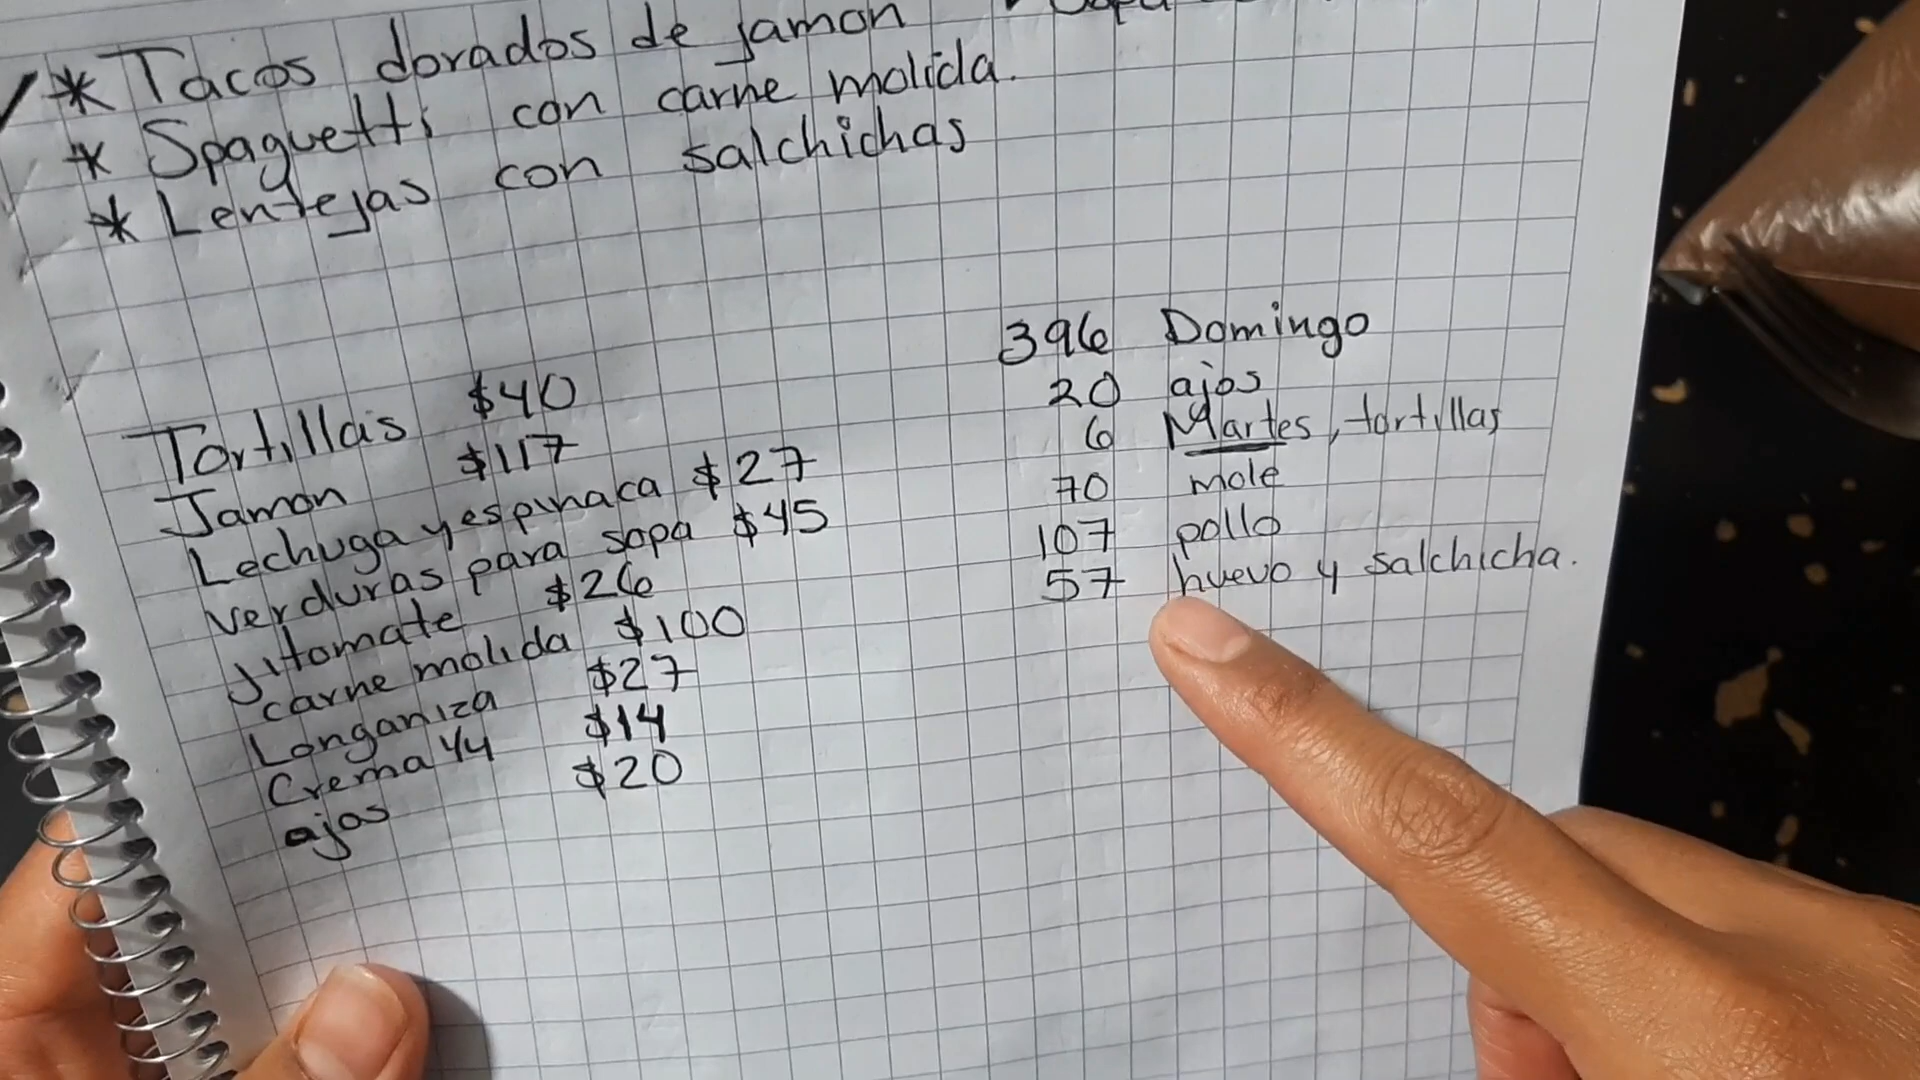 * Tacos dorados de jamon
* Spaguetti con carne molida.
* Lentejas con salchichas
Tortillas $40
Jamon $117
Lechuga y espinaca $27
verduras para sopa $45
jitomate $26
carne molida $100
Longaniza $27
Crema 1/4 $14
ajos $20
396 Domingo
20 ajos
6 Martes, tortillas
70 mole
107 pollo
57 huevo y salchicha.